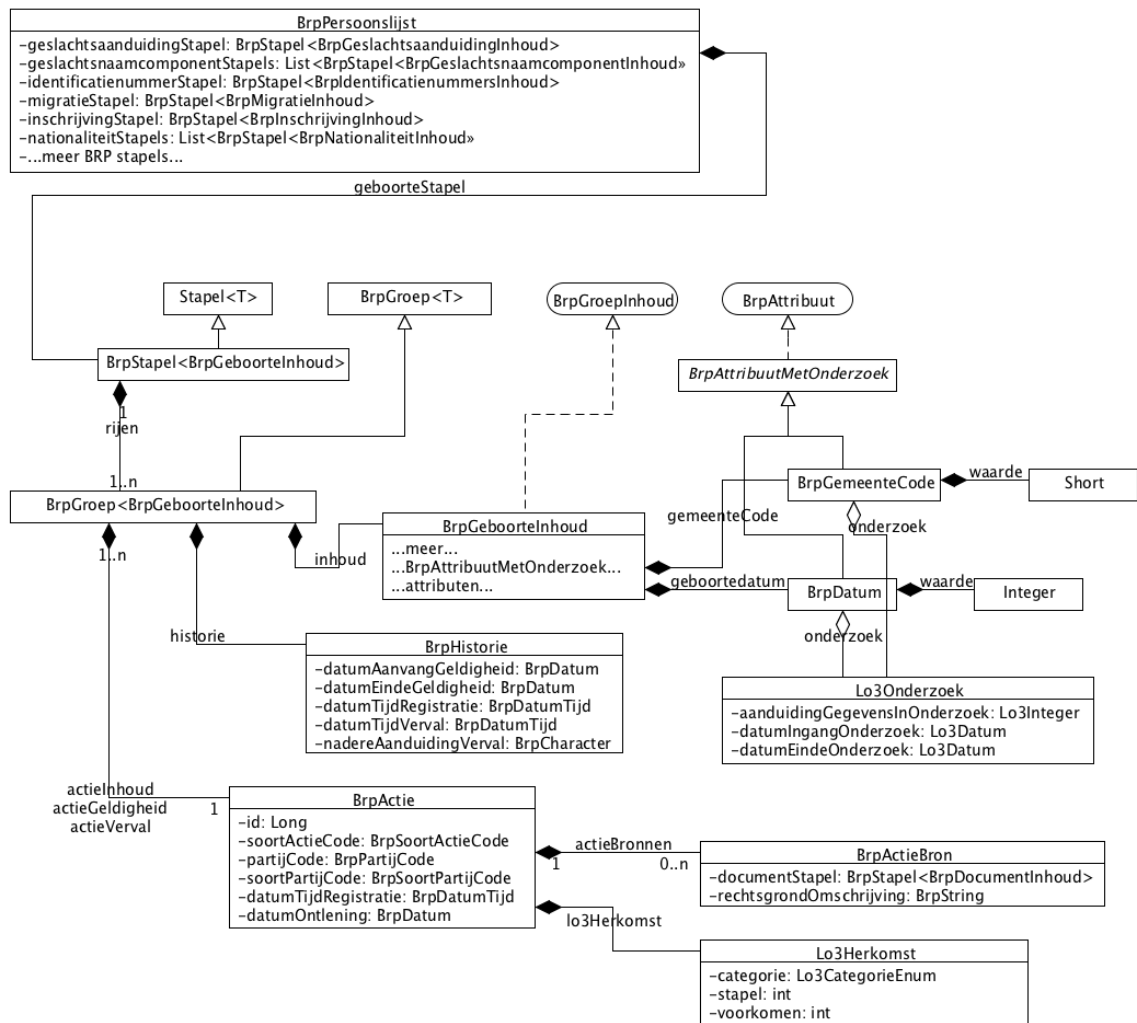 BrpPersoonslijst
-geslachtsaanduidingStapel: BrpStapel<BrpGeslachtsaanduidingInhoud>
-geslachtsnaamcomponentStapels: List<BrpStapel<BrpGeslachtsnaamcomponentInhoud»
-identificatienummerStapel: BrpStapel<BrpIdentificatienummersInhoud>
-migratieStapel: BrpStapel<BrpMigratieInhoud>
-inschrijvingStapel: BrpStapel<BrpInschrijvingInhoud>
-nationaliteitStapels: List<BrpStapel<BrpNationaliteitInhoud»
-...meer BRP stapels...
geboorteStapel
Stapel<T>
BrpGroep<T>
BrpGroepInhoud
BrpAttribuut
BrpStapel<BrpGeboorteInhoud>
BrpAttribuutMetOnderzoek
1
rijen
1..n
BrpGroep<BrpGeboorteInhoud>
1..n
inhoud
BrpGeboorteInhoud
...meer...
...BrpAttribuutMetOnderzoek...
...attributen...
gemeenteCode
BrpGemeenteCode
waarde
Short
onderzoek
geboortedatum
BrpDatum
waarde
Integer
onderzoek
historie
BrpHistorie
-datumAanvangGeldigheid: BrpDatum
-datumEindeGeldigheid: BrpDatum
-datumTijdRegistratie: BrpDatumTijd
-datumTijdVerval: BrpDatumTijd
-nadereAanduidingVerval: BrpCharacter
Lo3Onderzoek
-aanduidingGegevensInOnderzoek: Lo3Integer
-datumIngangOnderzoek: Lo3Datum
-datumEindeOnderzoek: Lo3Datum
actieInhoud
actieGeldigheid
actieVerval
1
BrpActie
-id: Long
-soortActieCode: BrpSoortActieCode
-partijCode: BrpPartijCode
-soortPartijCode: BrpSoortPartijCode
-datumTijdRegistratie: BrpDatumTijd
-datumOntlening: BrpDatum
actieBronnen
1
0..n
BrpActieBron
-documentStapel: BrpStapel<BrpDocumentInhoud>
-rechtsgrondOmschrijving: BrpString
lo3Herkomst
Lo3Herkomst
-categorie: Lo3CategorieEnum
-stapel: int
-voorkomen: int